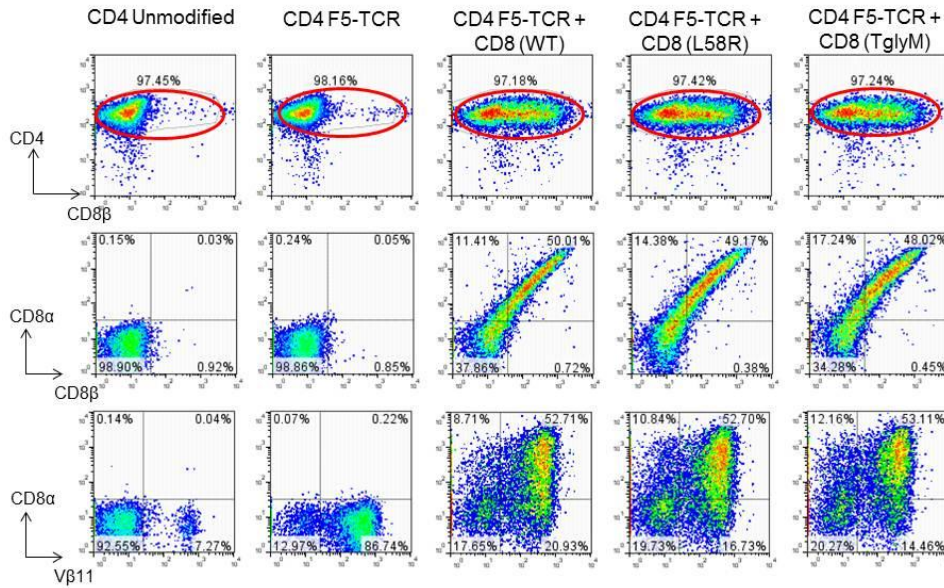 CD4 Unmodified
CD4 F5-TCR
CD4 F5-TCR +
CD8 (WT)
CD4 F5-TCR +
CD8 (L58R)
CD4 F5-TCR +
CD8 (TglyM)
97.45%
98.16%
97.18%
97.42%
97.24%
CD4
CD8β
0.15% 0.03%
0.24% 0.05%
11.41% 50.01%
14.38% 49.17%
17.24% 48.02%
CD8α
98.90% 0.92%
98.86% 0.85%
37.86% 0.72%
0.38%
34.28% 0.45%
CD8β
0.14% 0.04%
0.07% 0.22%
8.71% 52.71%
10.84% 52.70%
12.16% 53.11%
CD8α
92.55% 7.27%
12.97% 86.74%
17.65% 20.93%
19.73% 16.73%
20.27% 14.46%
Vβ11